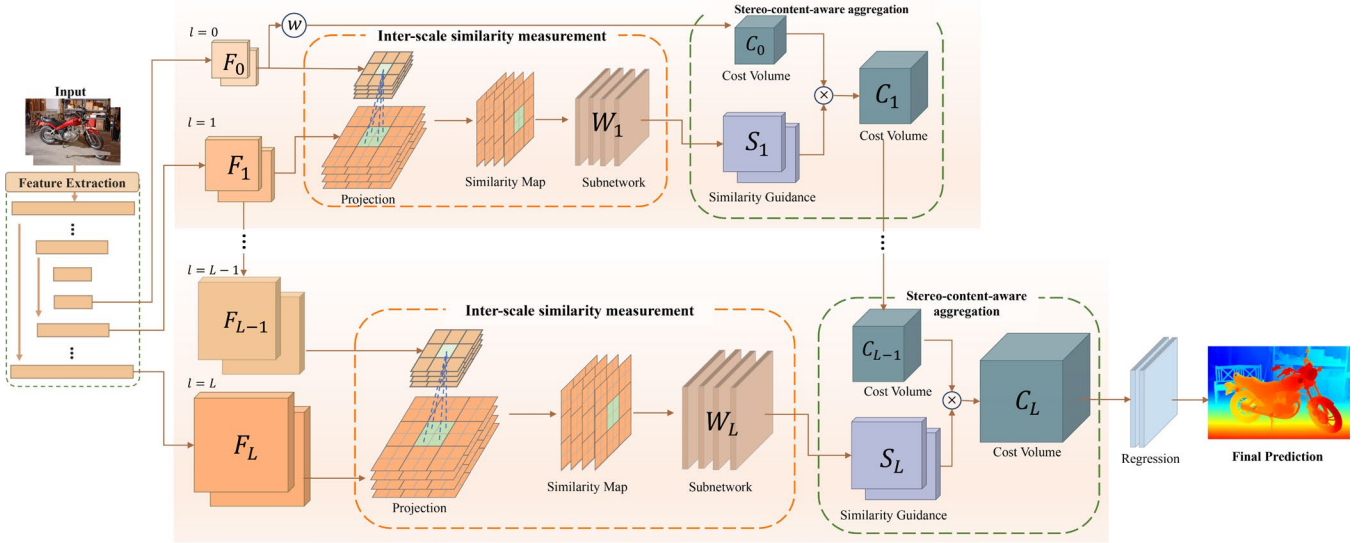 Stereo-content-aware aggregation
l = 0
w
Inter-scale similarity measurement
F0
C0
Cost Volume
×
C1
Cost Volume
Input
l = 1
F1
W1
S1
Feature Extraction
Projection
Similarity Map
Subnetwork
Similarity Guidance
...
...
...
l = L − 1
Inter-scale similarity measurement
Stereo-content-aware
aggregation
FL−1
CL−1
Cost Volume
×
CL
Cost Volume
...
l = L
FL
WL
SL
Projection
Similarity Map
Subnetwork
Similarity Guidance
Regression
Final Prediction